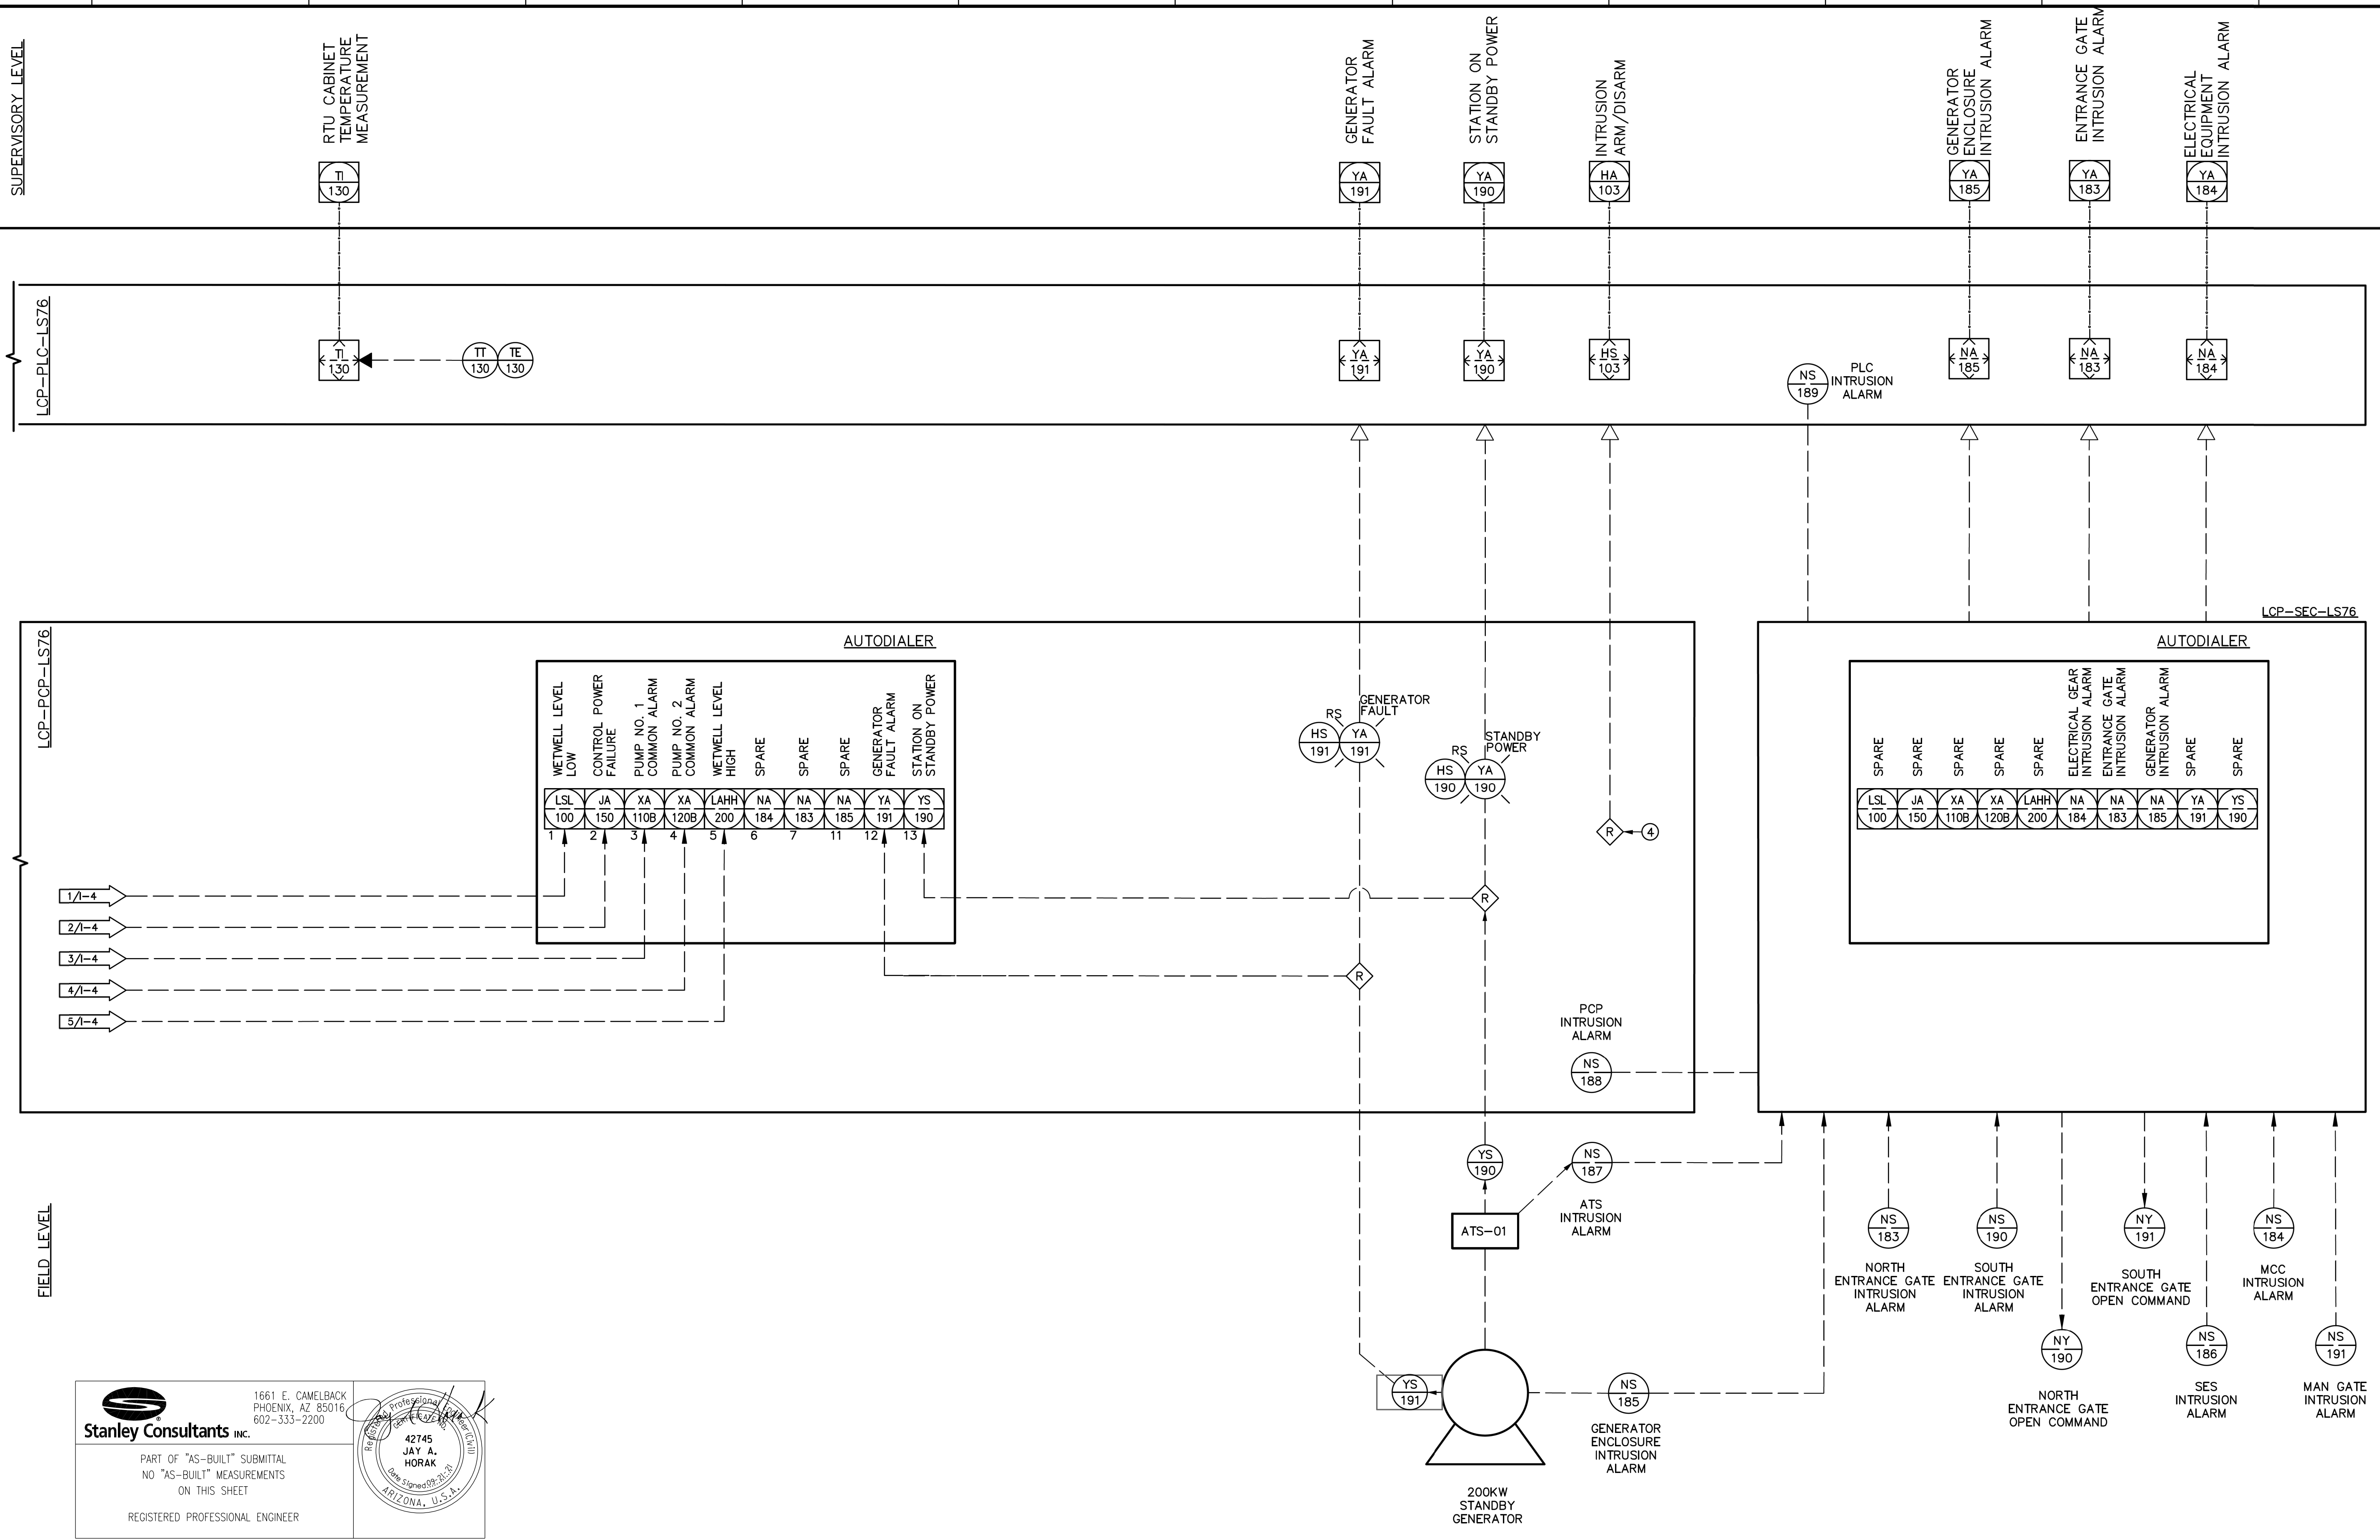 SUPERVISORY LEVEL
RTU CABINET
TEMPERATURE
MEASUREMENT
GENERATOR
FAULT ALARM
STATION ON
STANDBY POWER
INTRUSION
ARM/DISARM
GENERATOR
ENCLOSURE
INTRUSION ALARM
ENTRANCE GATE
INTRUSION ALARM
ELECTRICAL
EQUIPMENT
INTRUSION ALARM
TI
130
YA
191
YA
190
HA
103
YA
185
YA
183
YA
184
LCP-PLC-LS76
TI
130
TT
130
TE
130
YA
191
YA
190
HS
103
NS
189
PLC
INTRUSION
ALARM
NA
185
NA
183
NA
184
LCP-PCP-LS76
AUTODIALER
WETWELL LEVEL
LOW
CONTROL POWER
FAILURE
PUMP NO. 1
COMMON ALARM
PUMP NO. 2
COMMON ALARM
WETWELL LEVEL
HIGH
SPARE
SPARE
SPARE
GENERATOR
FAULT ALARM
STATION ON
STANDBY POWER
LSL
100
JA
150
XA
110B
XA
120B
LAHH
200
NA
184
NA
183
NA
185
YA
191
YS
190
1 2 3 4 5 6 7 11 12 13
1/I-4
2/I-4
3/I-4
4/I-4
5/I-4
GENERATOR
FAULT
RS
HS
191
YA
191
STANDBY
POWER
RS
HS
190
YA
190
R
4
R
R
PCP
INTRUSION
ALARM
NS
188
LCP-SEC-LS76
AUTODIALER
SPARE
SPARE
SPARE
SPARE
SPARE
ELECTRICAL GEAR
INTRUSION ALARM
ENTRANCE GATE
INTRUSION ALARM
GENERATOR
INTRUSION ALARM
SPARE
SPARE
LSL
100
JA
150
XA
110B
XA
120B
LAHH
200
NA
184
NA
183
NA
185
YA
191
YS
190
FIELD LEVEL
YS
190
NS
187
ATS
INTRUSION
ALARM
ATS-01
YS
191
200KW
STANDBY
GENERATOR
NS
185
GENERATOR
ENCLOSURE
INTRUSION
ALARM
NS
183
NORTH
ENTRANCE GATE
INTRUSION
ALARM
NS
190
SOUTH
ENTRANCE GATE
INTRUSION
ALARM
NY
190
NORTH
ENTRANCE GATE
OPEN COMMAND
NY
191
SOUTH
ENTRANCE GATE
OPEN COMMAND
NS
186
SES
INTRUSION
ALARM
NS
184
MCC
INTRUSION
ALARM
NS
191
MAN GATE
INTRUSION
ALARM
Stanley Consultants INC.
1661 E. CAMELBACK
PHOENIX, AZ 85016
602-333-2200
PART OF "AS-BUILT" SUBMITTAL
NO "AS-BUILT" MEASUREMENTS
ON THIS SHEET
REGISTERED PROFESSIONAL ENGINEER
Registered Professional Engineer (Civil)
CERTIFICATE NO.
42745
JAY A.
HORAK
Date Signed:09-21-21
ARIZONA, U.S.A.